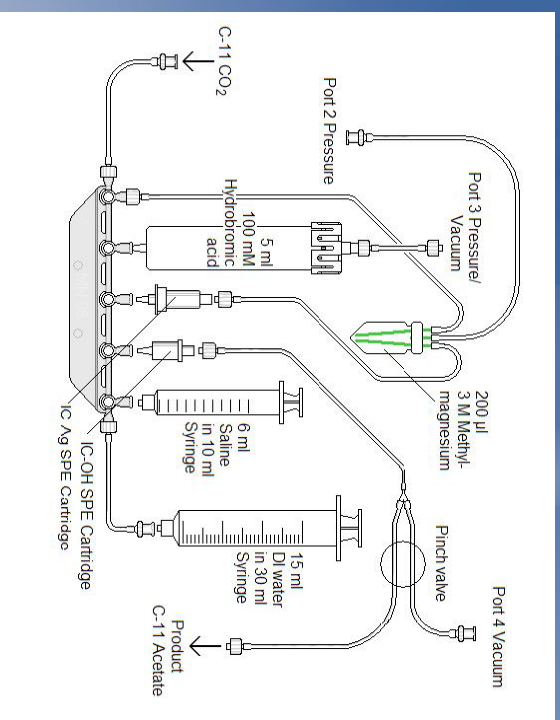 C-11 CO2
Port 2 Pressure
Port 3 Pressure/
Vacuum
5 ml
100 mM
Hydrobromic
acid
200 µl
3 M Methyl-
magnesium
Pinch valve
Port 4 Vacuum
6 ml
Saline
in 10 ml
Syringe
15 ml
DI water
in 30 ml
Syringe
IC-OH SPE Cartridge
IC Ag SPE Cartridge
Product
C-11 Acetate